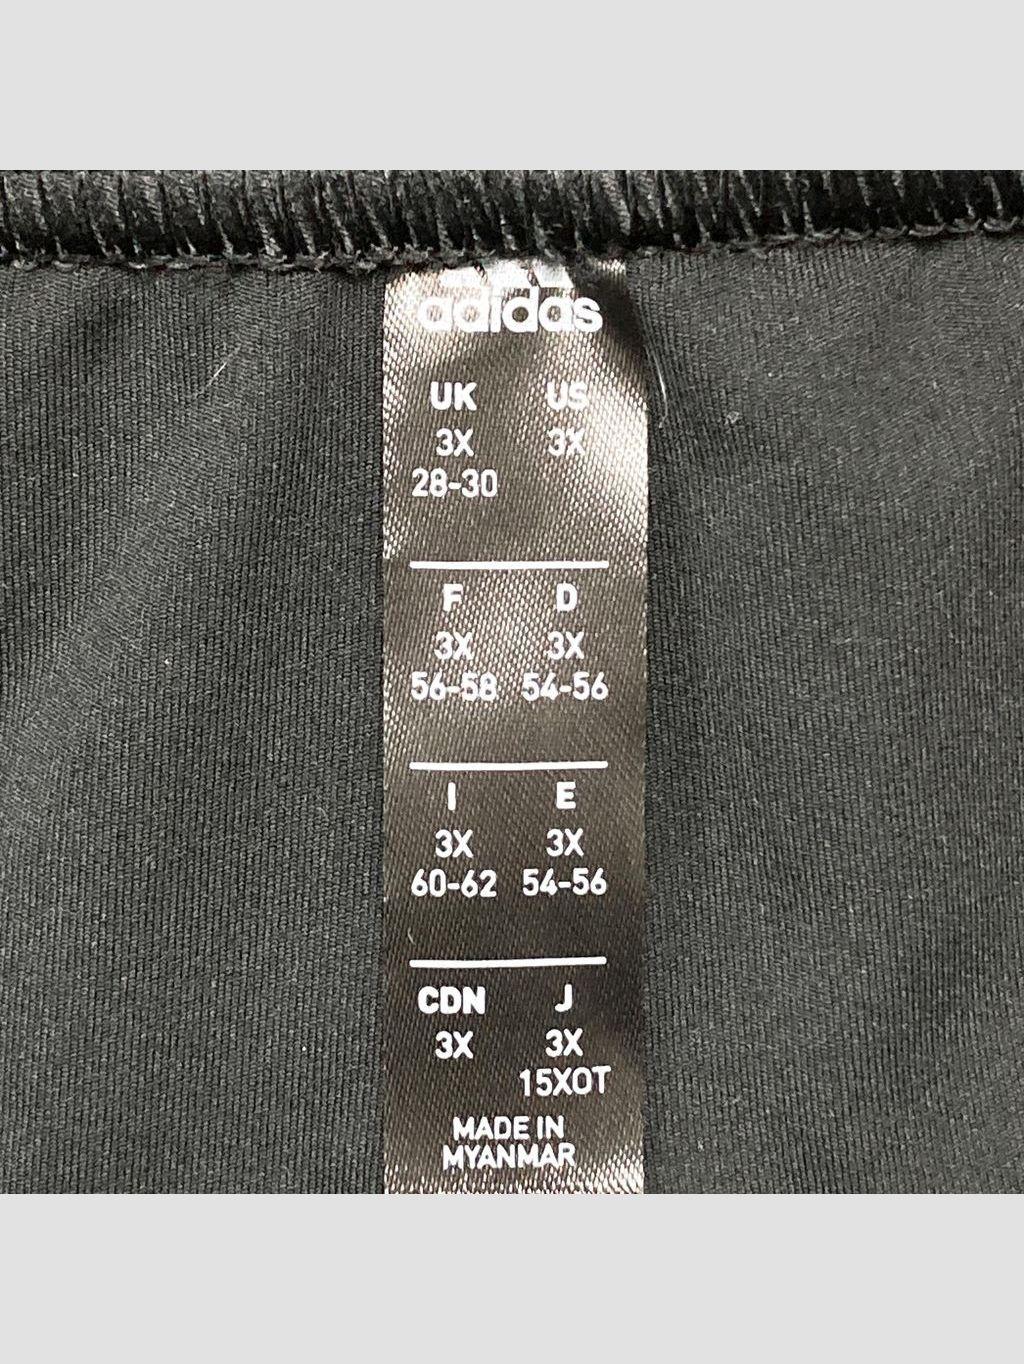 adidas
UK US
3X 3X
28-30
F D
3X 3X
56-58 54-56
I E
3X 3X
60-62 54-56
CDN J
3X 3X
15XOT
MADE IN
MYANMAR